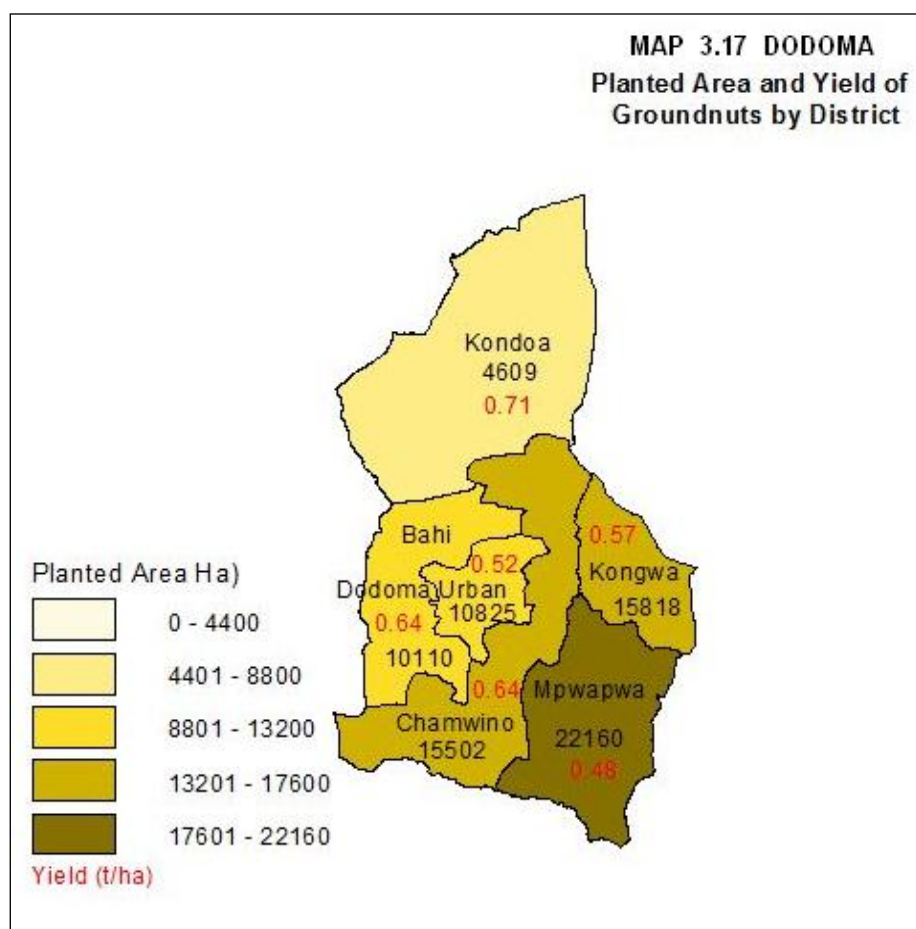 MAP 3.17 DODOMA
Planted Area and Yield of
Groundnuts by District
Kondoa
4609
0.71
Bahi
0.52
0.57
Kongwa
15818
Dodoma Urban
10825
0.64
10110
0.64
Mpwapwa
22160
0.48
Chamwino
15502
Planted Area Ha)
0 - 4400
4401 - 8800
8801 - 13200
13201 - 17600
17601 - 22160
Yield (t/ha)